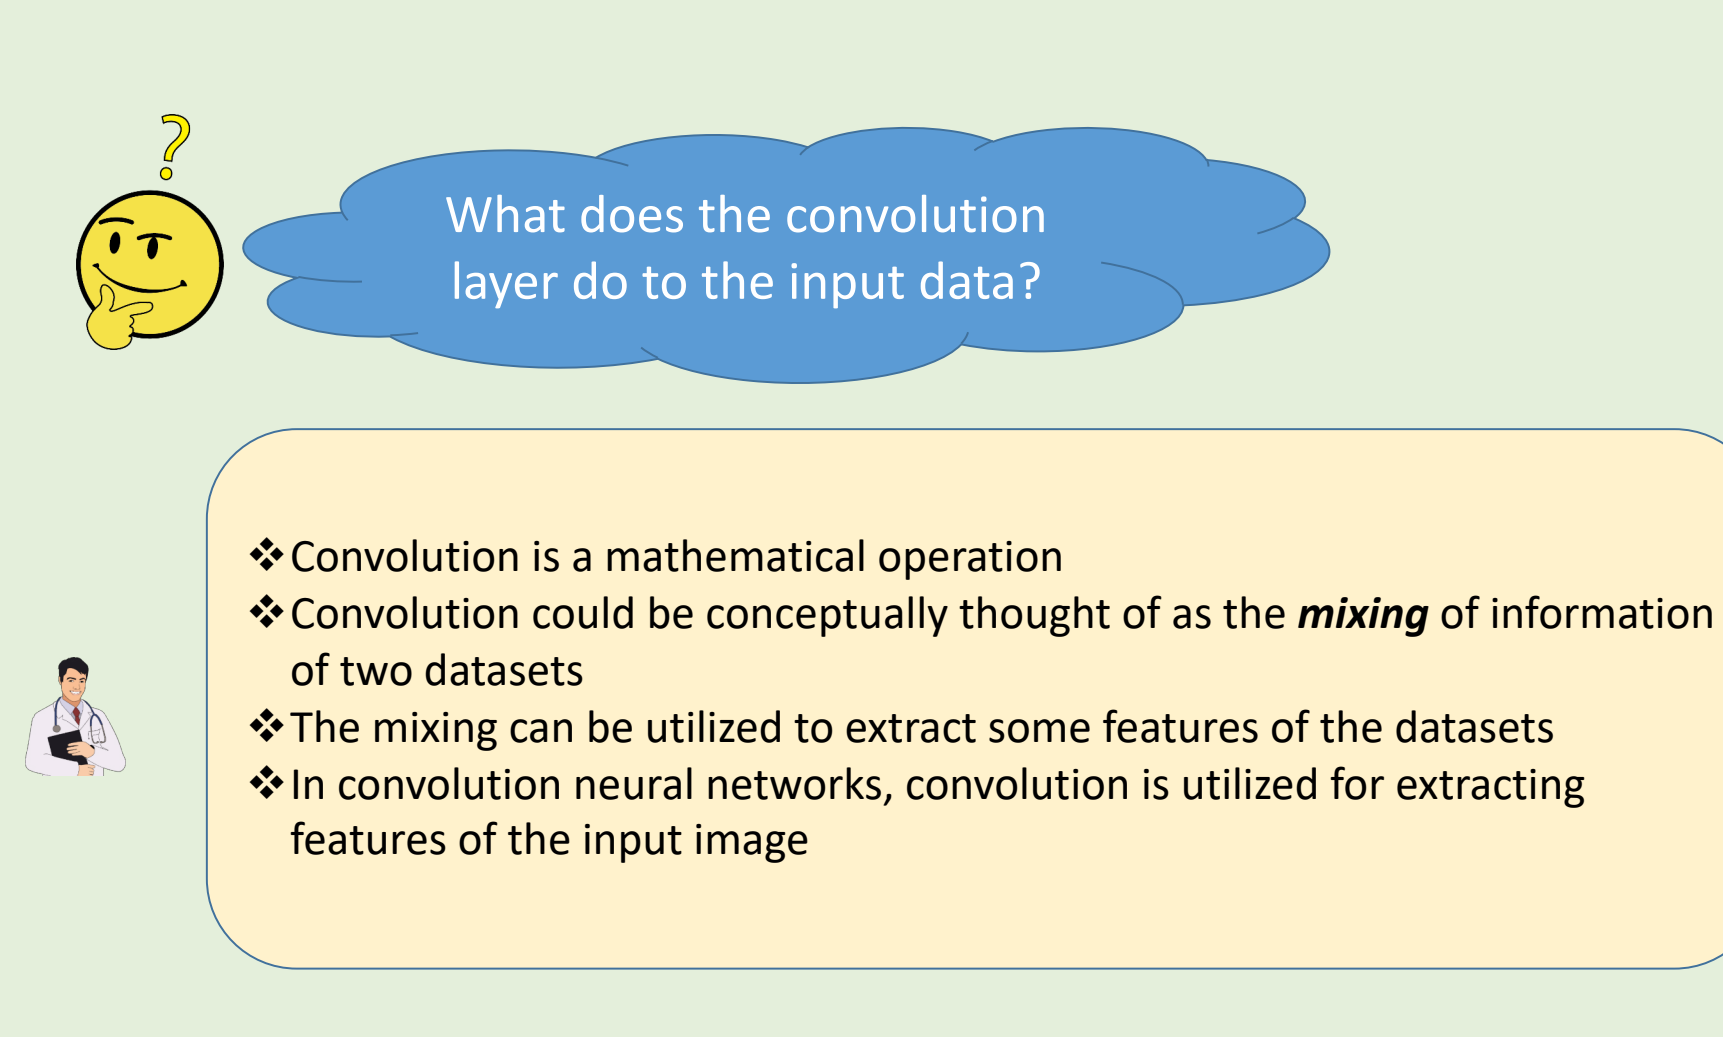 ?
What does the convolution
layer do to the input data?
❖Convolution is a mathematical operation
❖Convolution could be conceptually thought of as the mixing of information
of two datasets
❖The mixing can be utilized to extract some features of the datasets
❖In convolution neural networks, convolution is utilized for extracting
features of the input image